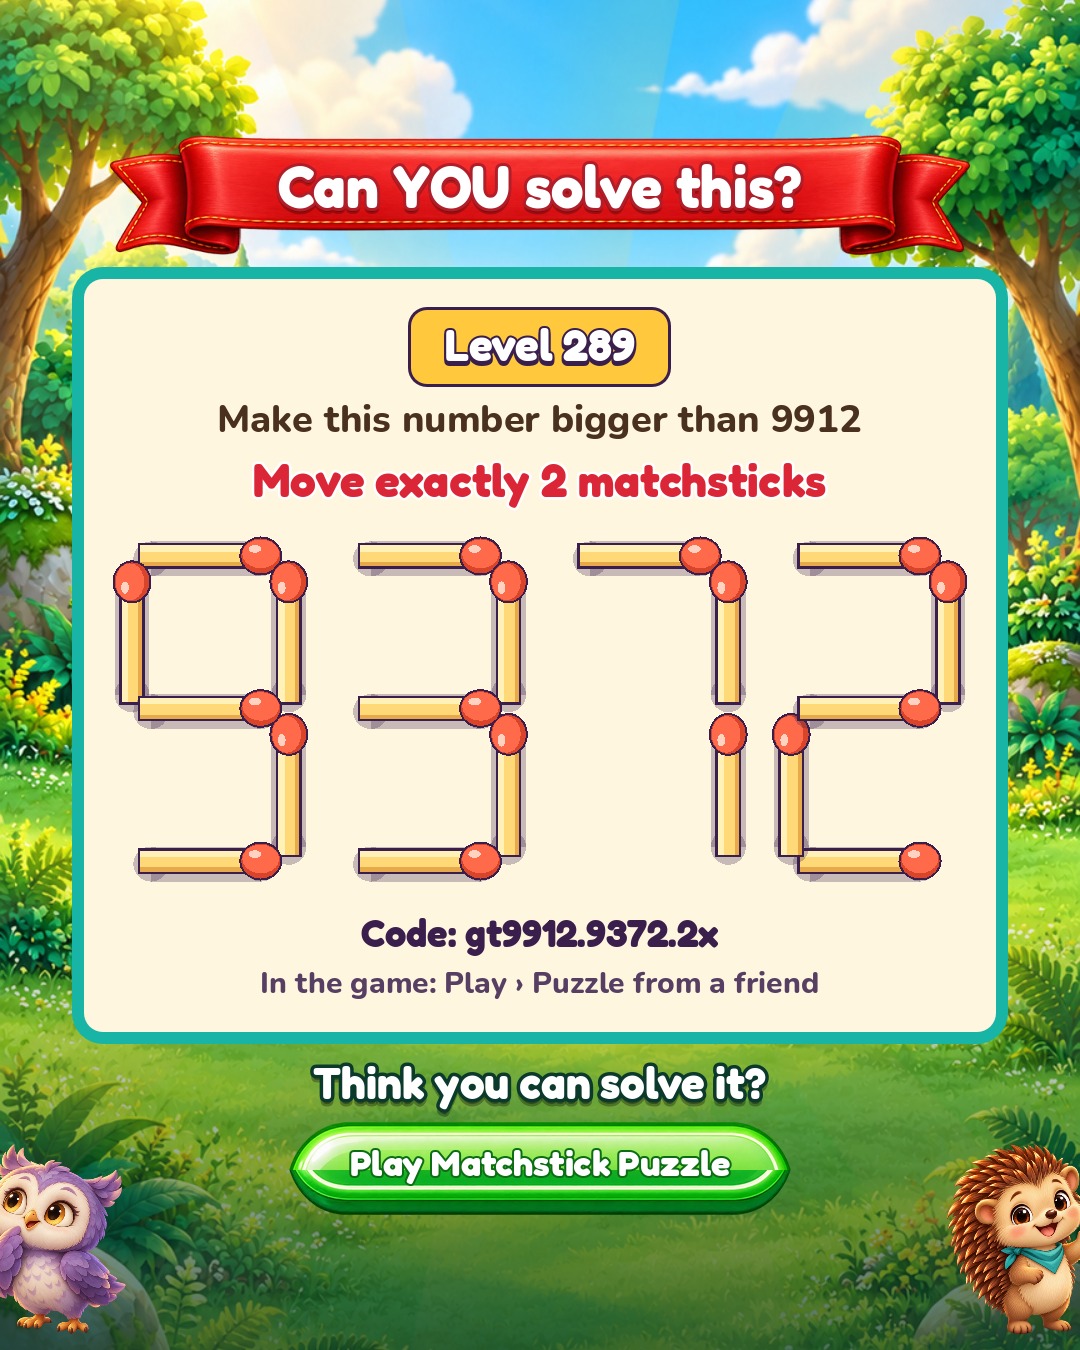 Can YOU solve this?
Level 289
Make this number bigger than 9912
Move exactly 2 matchsticks
9372
Code: gt9912.9372.2x
In the game: Play › Puzzle from a friend
Think you can solve it?
Play Matchstick Puzzle